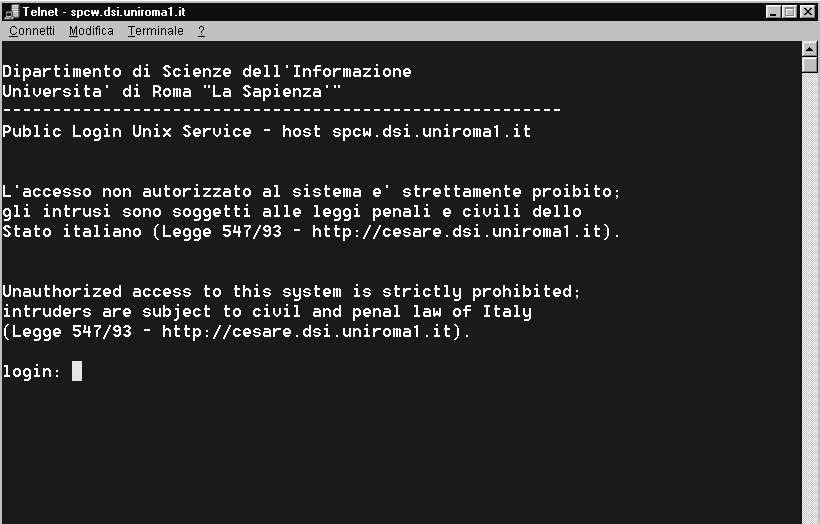 Telnet - spcw.dsi.uniroma1.it
Connetti Modifica Terminale ?
Dipartimento di Scienze dell'Informazione
Universita' di Roma "La Sapienza'"
--------------------------------------------------------
Public Login Unix Service - host spcw.dsi.uniroma1.it
L'accesso non autorizzato al sistema e' strettamente proibito;
gli intrusi sono soggetti alle leggi penali e civili dello
Stato italiano (Legge 547/93 - http://cesare.dsi.uniroma1.it).
Unauthorized access to this system is strictly prohibited;
intruders are subject to civil and penal law of Italy
(Legge 547/93 - http://cesare.dsi.uniroma1.it).
login: